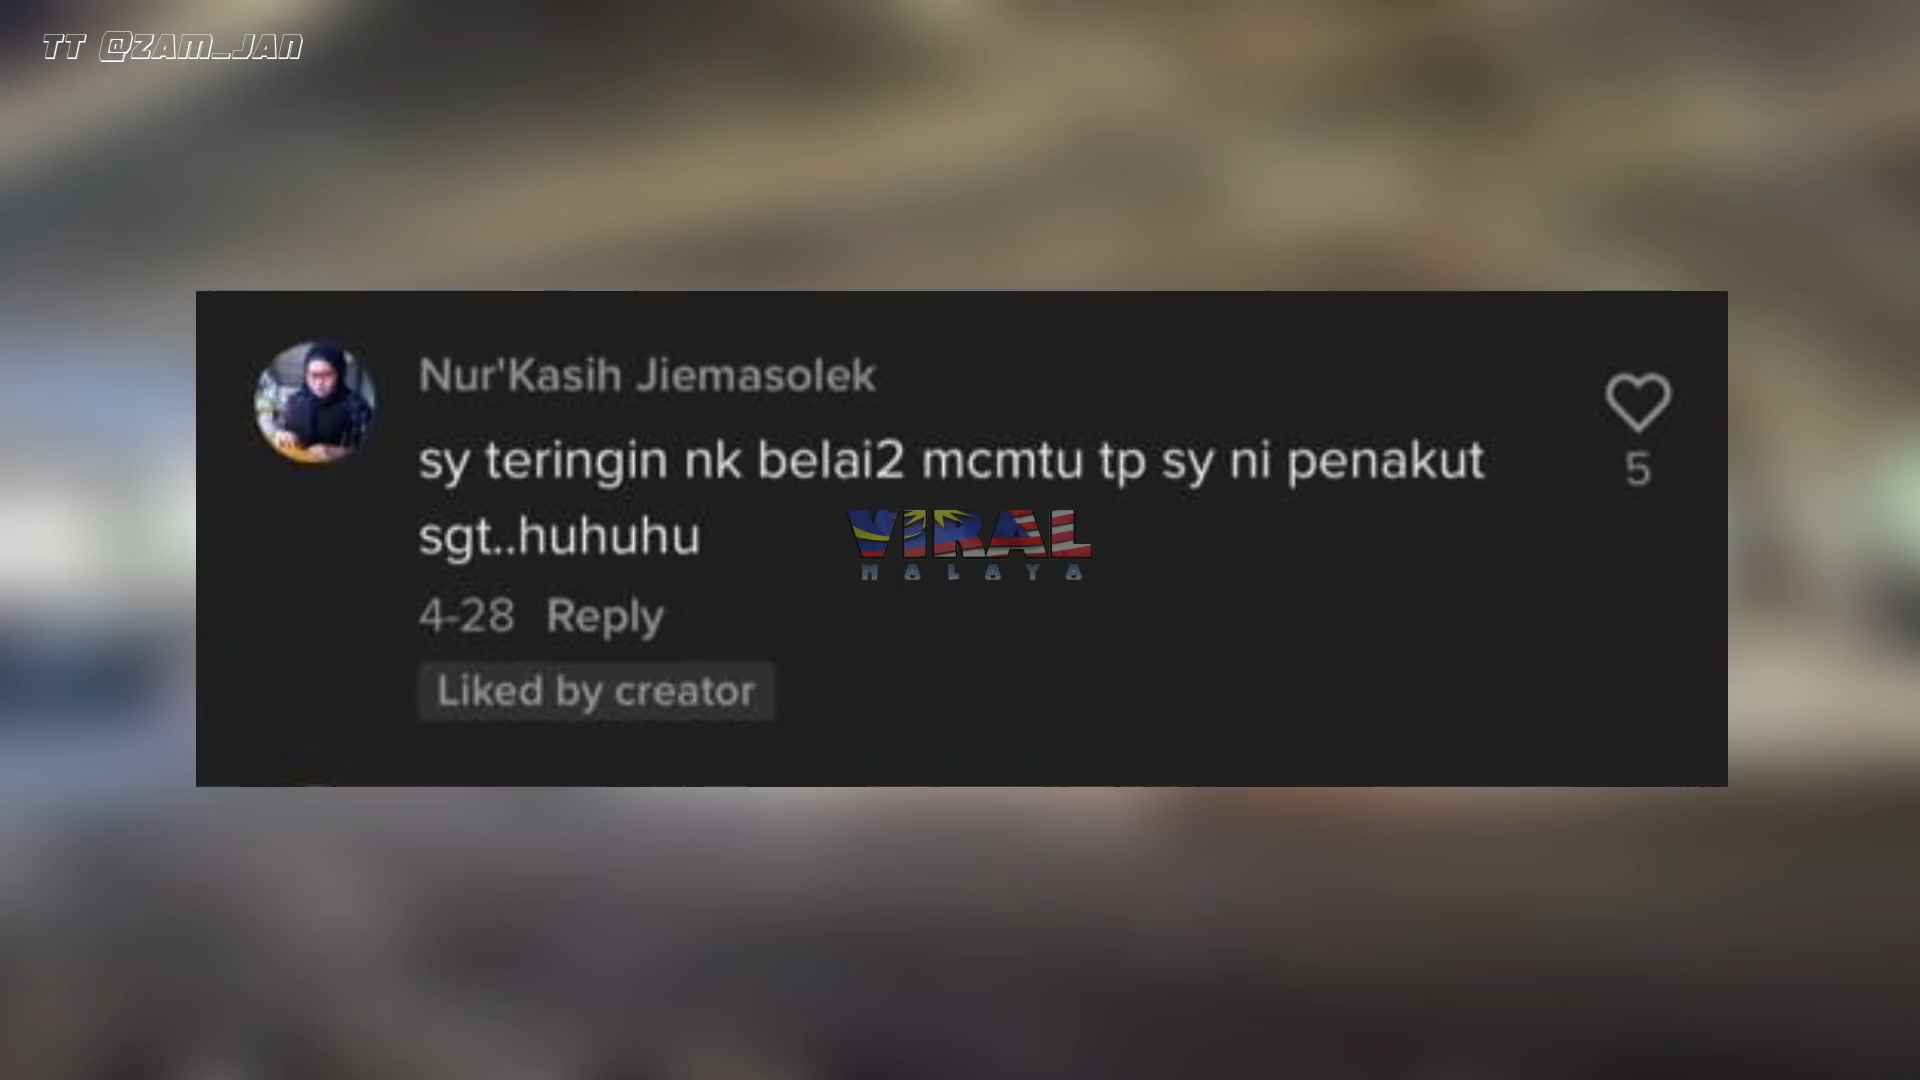 TT @ZAM_JAN
Nur'Kasih Jiemasolek
sy teringin nk belai2 mcmtu tp sy ni penakut
sgt..huhuhu
5
VIRAL
MALAYA
4-28 Reply
Liked by creator